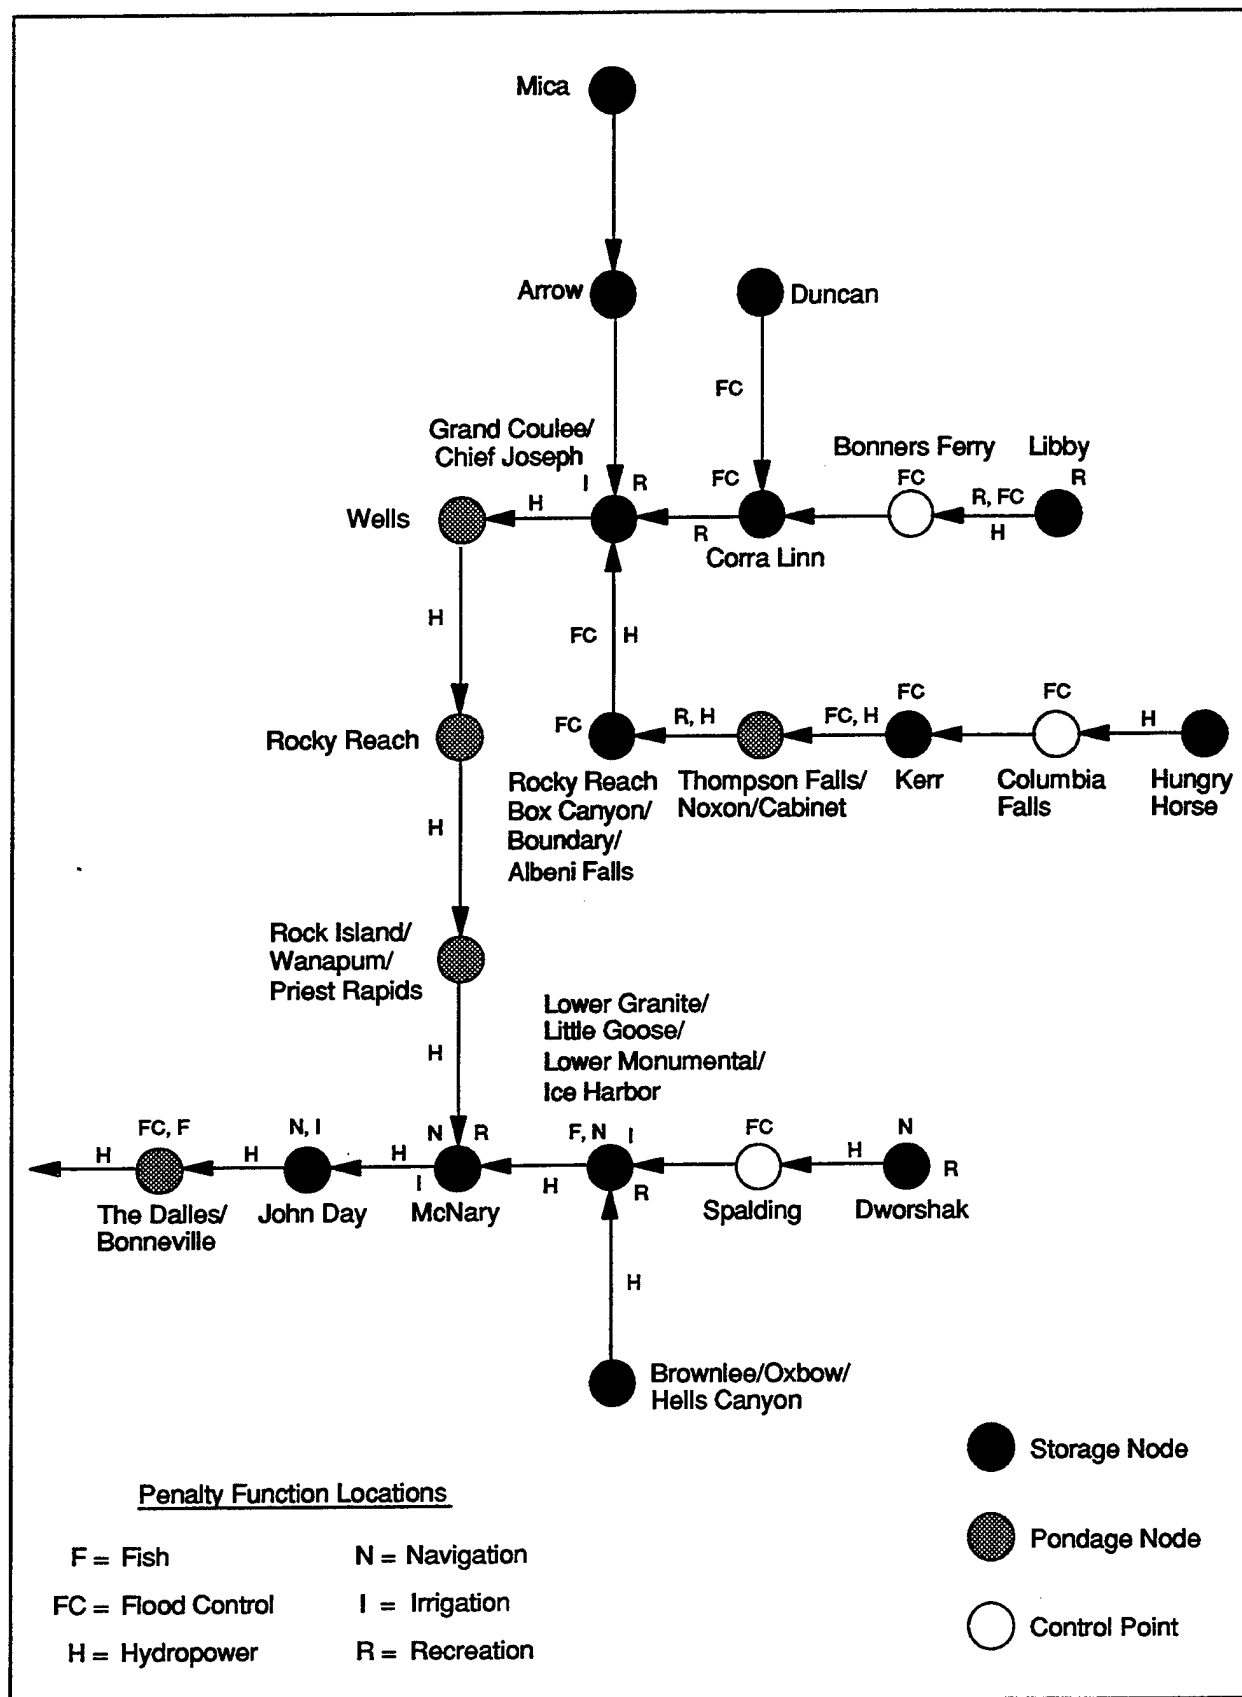 Mica
Arrow
Duncan
FC
Grand Coulee/
Chief Joseph
Bonners Ferry
Libby
I
R
FC
FC
R
Wells
H
R
R, FC
H
Corra Linn
H
FC
H
Rocky Reach
FC
R, H
FC, H
FC
FC
H
Rocky Reach
Box Canyon/
Boundary/
Albeni Falls
Thompson Falls/
Noxon/Cabinet
Kerr
Columbia
Falls
Hungry
Horse
H
Rock Island/
Wanapum/
Priest Rapids
H
Lower Granite/
Little Goose/
Lower Monumental/
Ice Harbor
FC, F
N, I
N
R
F, N
I
FC
N
H
H
H
I
H
R
H
R
The Dalles/
Bonneville
John Day
McNary
Spalding
Dworshak
H
Brownlee/Oxbow/
Hells Canyon
Storage Node
Pondage Node
Control Point
Penalty Function Locations
F = Fish
N = Navigation
FC = Flood Control
I = Irrigation
H = Hydropower
R = Recreation